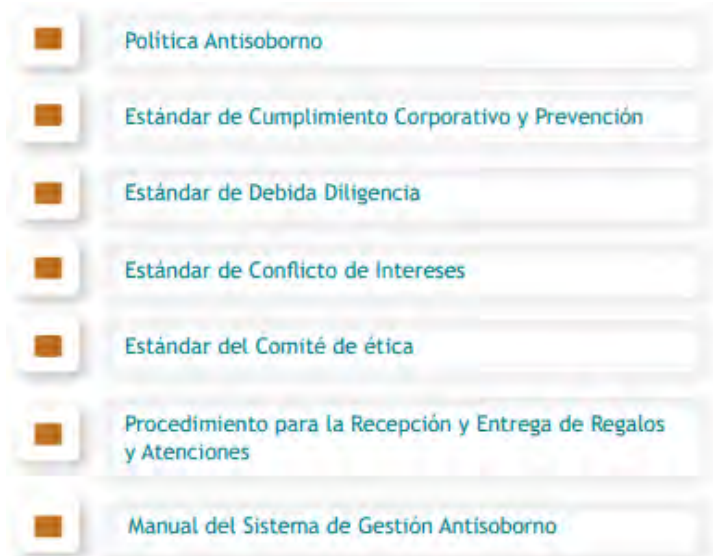 Política Antisoborno
Estándar de Cumplimiento Corporativo y Prevención
Estándar de Debida Diligencia
Estándar de Conflicto de Intereses
Estándar del Comité de ética
Procedimiento para la Recepción y Entrega de Regalos
y Atenciones
Manual del Sistema de Gestión Antisoborno